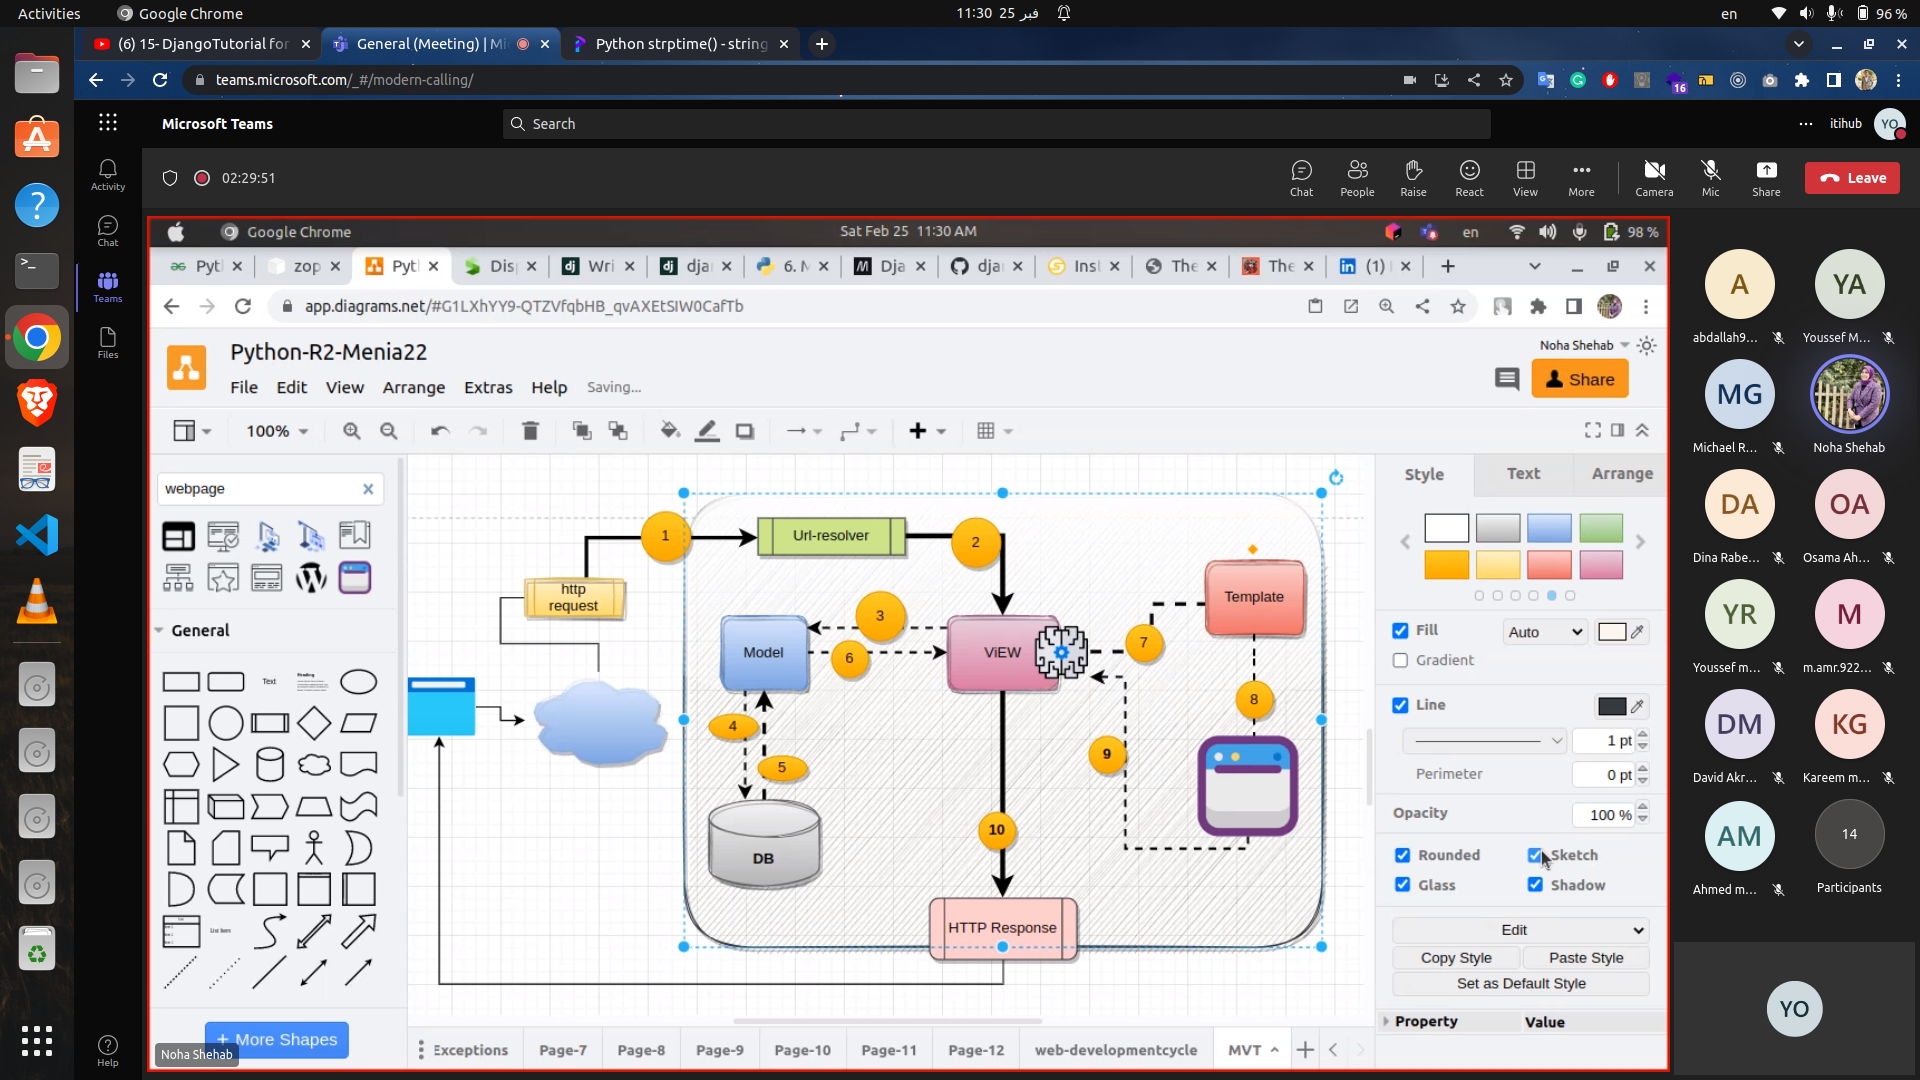 Activities
Google Chrome
11:30 25 فبر
en
96 %
(6) 15- DjangoTutorial for
General (Meeting) | Mi
Python strptime() - string
teams.microsoft.com/_#/modern-calling/
16
Microsoft Teams
Search
itihub
YO
Activity
Chat
Teams
Files
Help
02:29:51
Chat
People
Raise
React
View
More
Camera
Mic
Share
Leave
Google Chrome
Sat Feb 25 11:30 AM
en
98 %
Pytl
zop
Pytl
Dis
Wri
djar
6. M
Dja
djar
Inst
The
The
(1)
app.diagrams.net/#G1LXhYY9-QTZVfqbHB_qvAXEtSIW0CafTb
Python-R2-Menia22
File
Edit
View
Arrange
Extras
Help
Saving...
Noha Shehab
Share
100%
webpage
General
Text
Heading
List Item
+ More Shapes
Noha Shehab
http
request
1
Url-resolver
2
Template
3
Model
6
ViEW
7
4
5
8
9
DB
10
HTTP Response
Exceptions
Page-7
Page-8
Page-9
Page-10
Page-11
Page-12
web-developmentcycle
MVT
Style
Text
Arrange
Fill
Auto
Gradient
Line
1 pt
Perimeter
0 pt
Opacity
100 %
Rounded
Sketch
Glass
Shadow
Edit
Copy Style
Paste Style
Set as Default Style
Property
Value
A
YA
abdallah9...
Youssef M...
MG
Michael R...
Noha Shehab
DA
OA
Dina Rabe...
Osama Ah...
YR
M
Youssef m...
m.amr.922...
DM
KG
David Akr...
Kareem m...
AM
14
Ahmed m...
Participants
YO